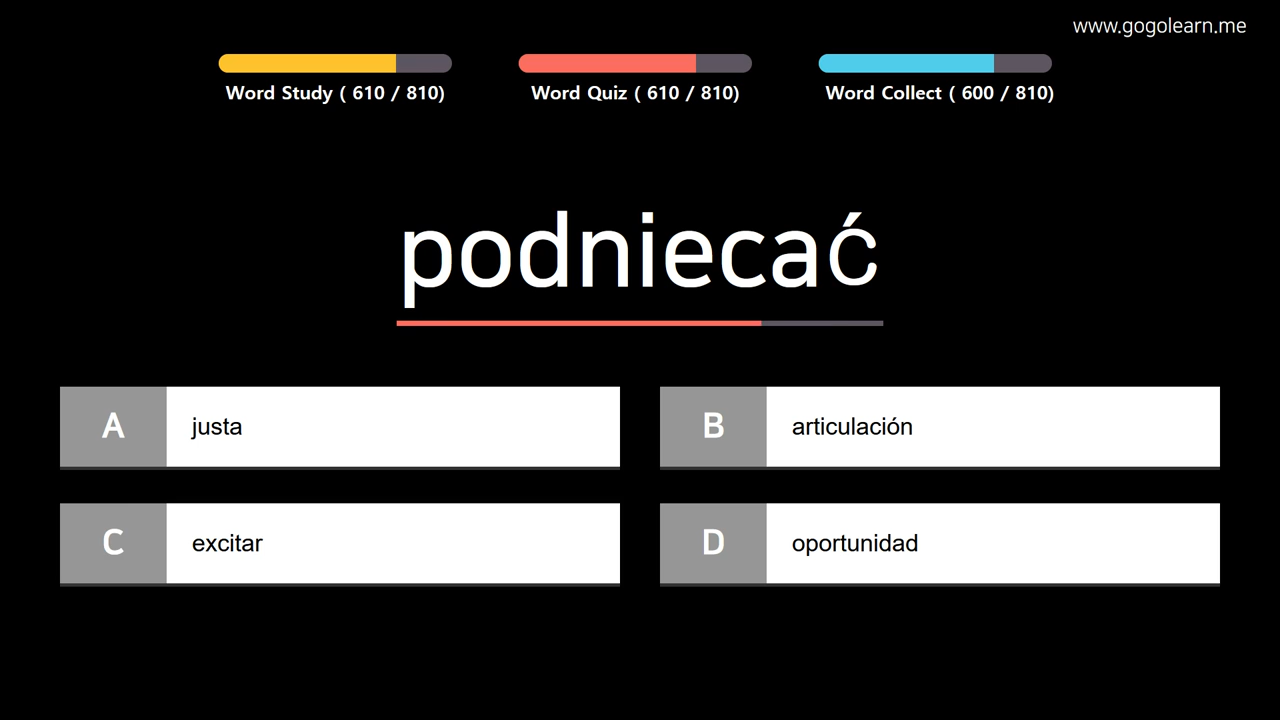 www.gogolearn.me
Word Study ( 610 / 810)
Word Quiz ( 610 / 810)
Word Collect ( 600 / 810)
podniecać
A justa
B articulación
C excitar
D oportunidad